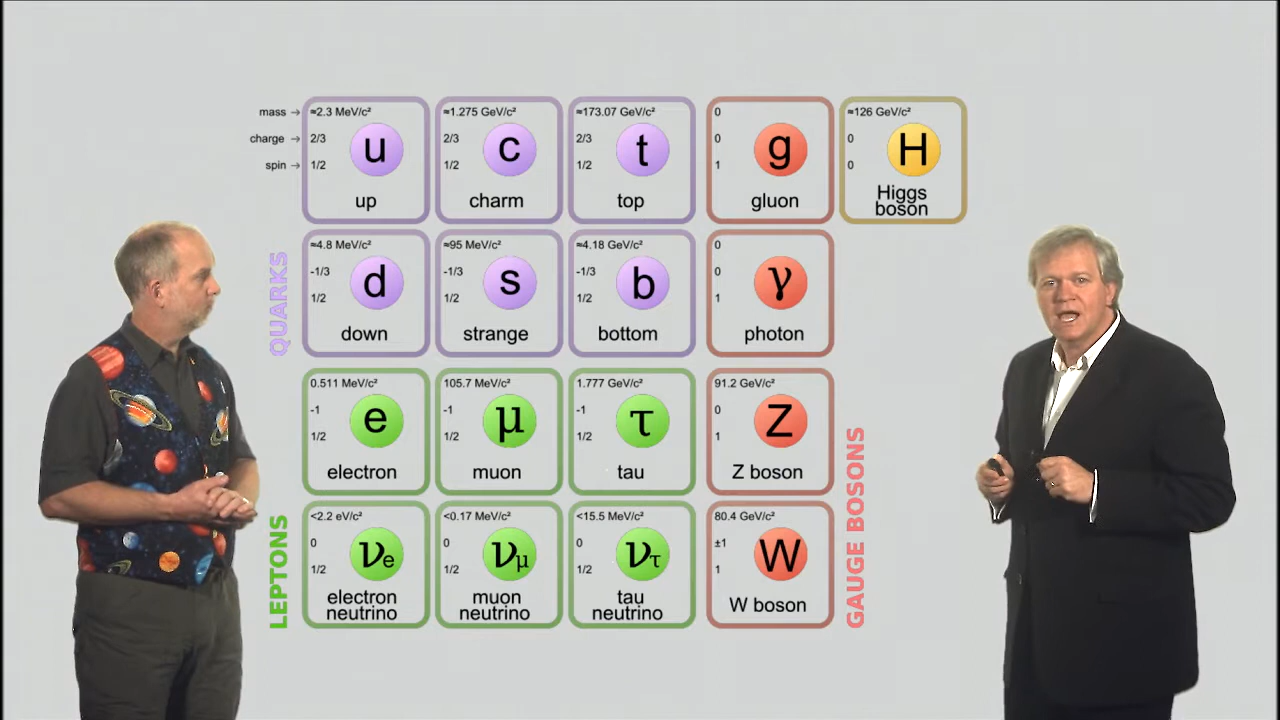 mass → ≈2.3 MeV/c² ≈1.275 GeV/c² ≈173.07 GeV/c² 0 ≈126 GeV/c²
charge → 2/3 2/3 2/3 0 0
u c t g H
spin → 1/2 1/2 1/2 1 0
up charm top gluon Higgs
boson
QUARKS
≈4.8 MeV/c² ≈95 MeV/c² ≈4.18 GeV/c² 0
-1/3 -1/3 -1/3 0
d s b γ
1/2 1/2 1/2 1
down strange bottom photon
0.511 MeV/c² 105.7 MeV/c² 1.777 GeV/c² 91.2 GeV/c²
-1 -1 -1 0
e μ τ Z
1/2 1/2 1/2 1
electron muon tau Z boson
LEPTONS
<2.2 eV/c² <0.17 MeV/c² <15.5 MeV/c² 80.4 GeV/c²
0 0 0 ±1
νe νμ ντ W
1/2 1/2 1/2 1
electron muon tau W boson
neutrino neutrino neutrino
GAUGE BOSONS